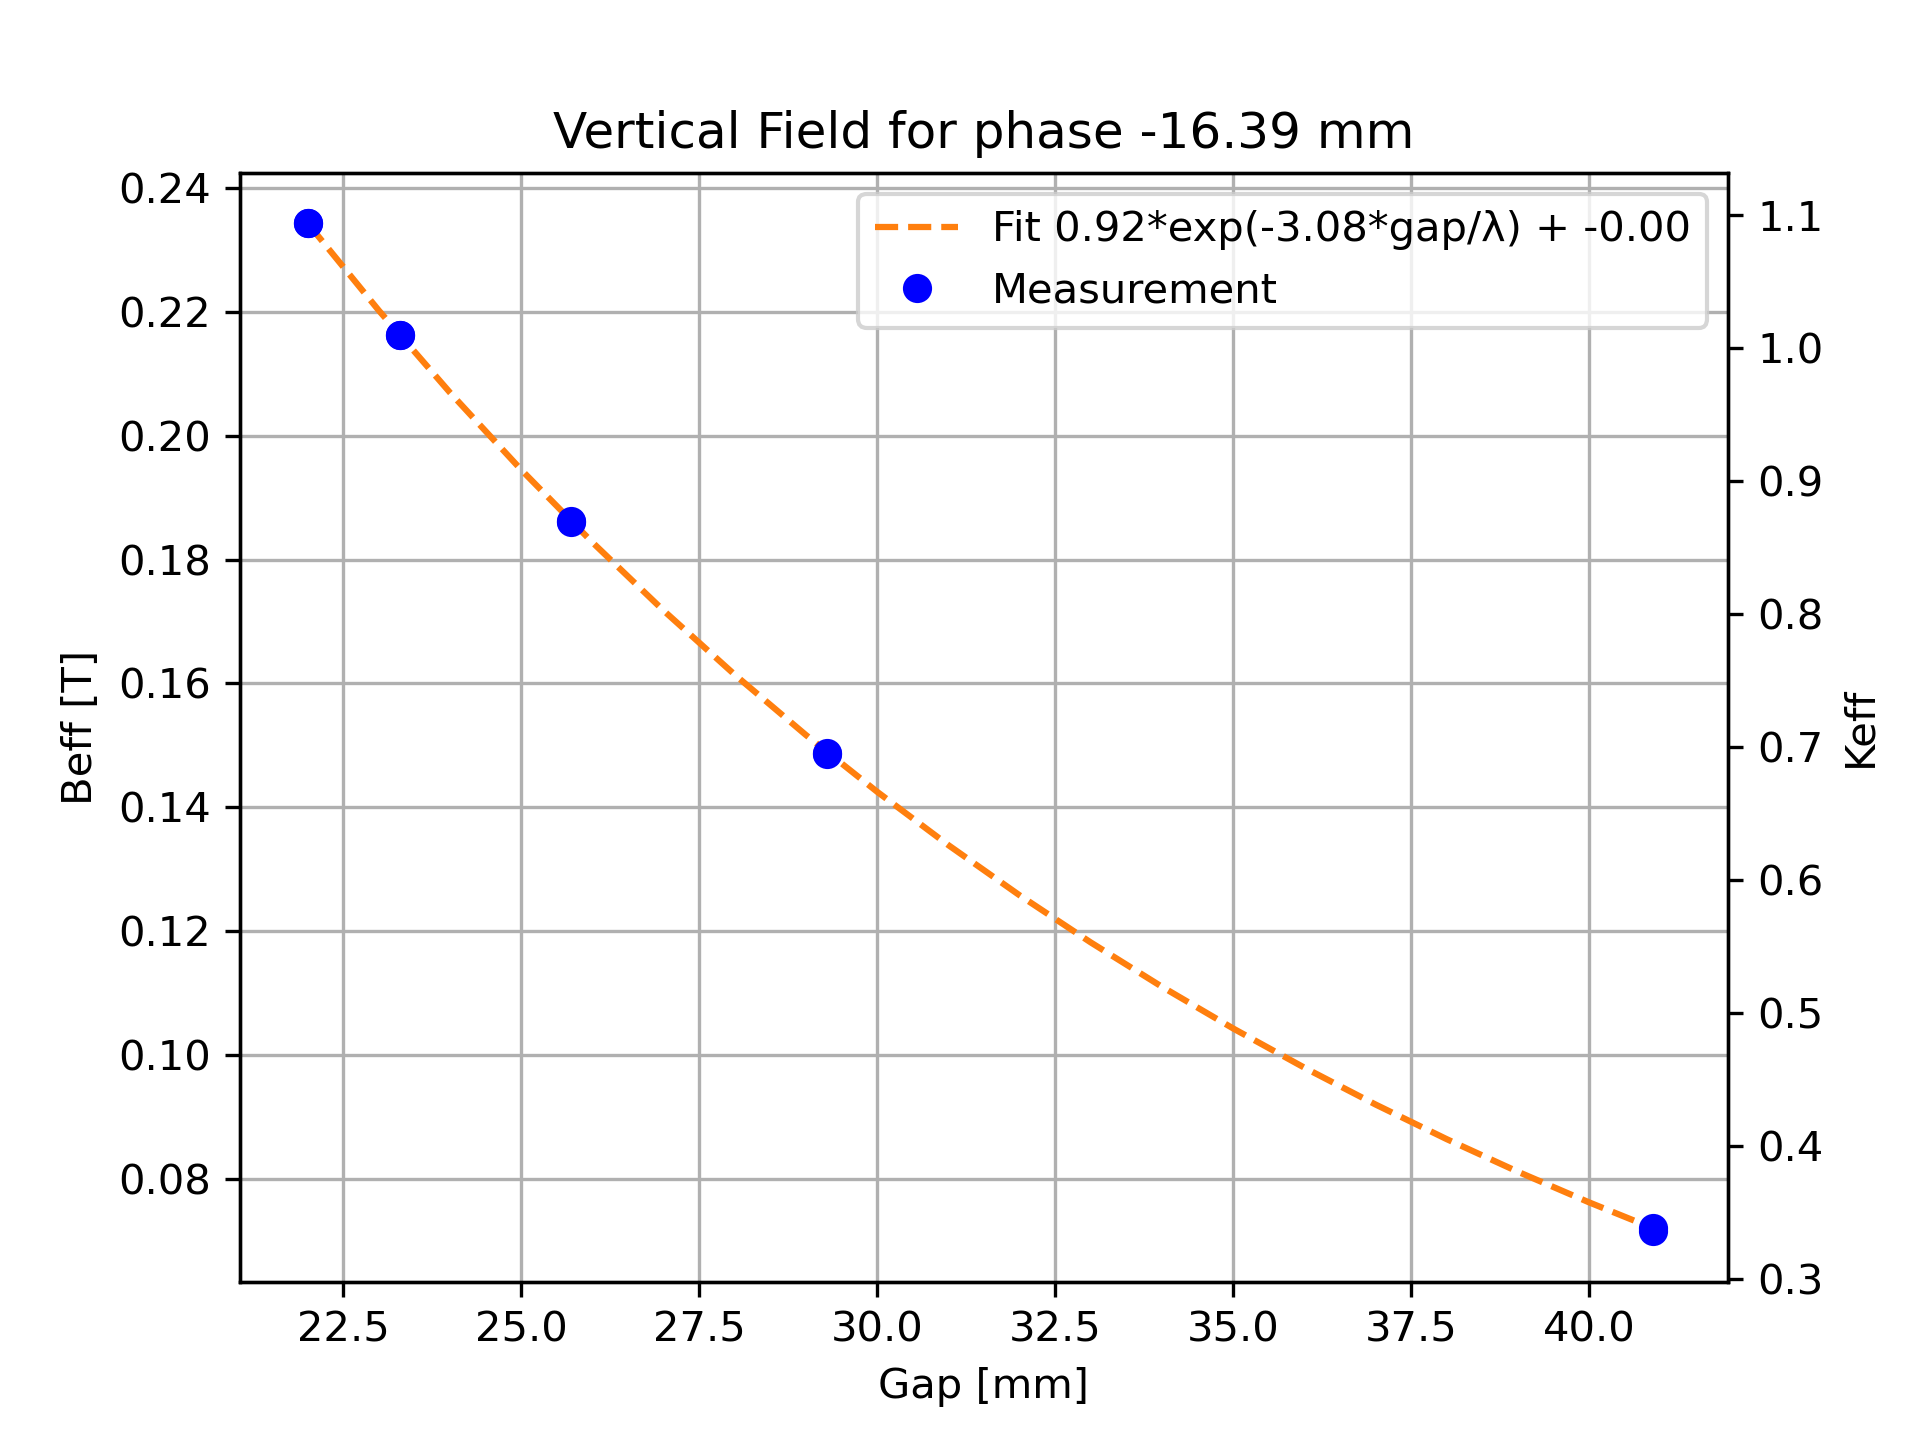 Vertical Field for phase -16.39 mm
Fit 0.92*exp(-3.08*gap/λ) + -0.00
Measurement
0.24
0.22
0.20
0.18
0.16
0.14
0.12
0.10
0.08
Beff [T]
1.1
1.0
0.9
0.8
0.7
0.6
0.5
0.4
0.3
Keff
22.5 25.0 27.5 30.0 32.5 35.0 37.5 40.0
Gap [mm]